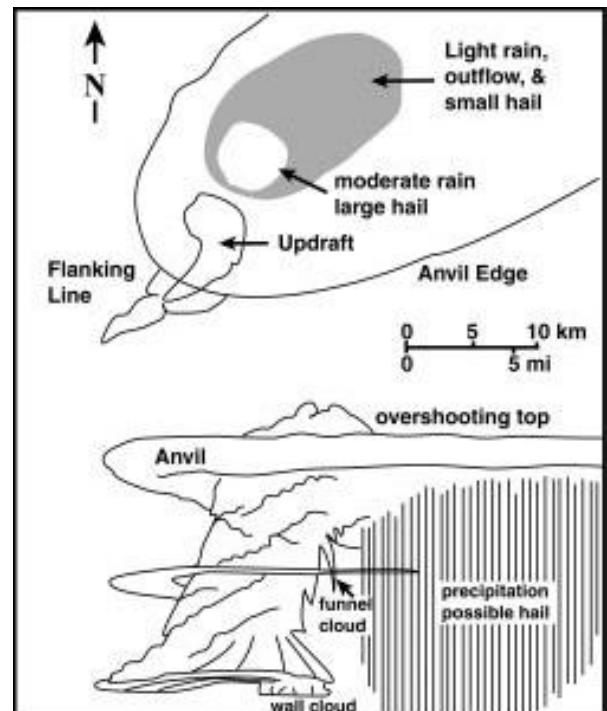 N
Light rain,
outflow, &
small hail
moderate rain
large hail
Updraft
Flanking
Line
Anvil Edge
0 5 10 km
0 5 mi
overshooting top
Anvil
funnel
cloud
precipitation
possible hail
wall cloud